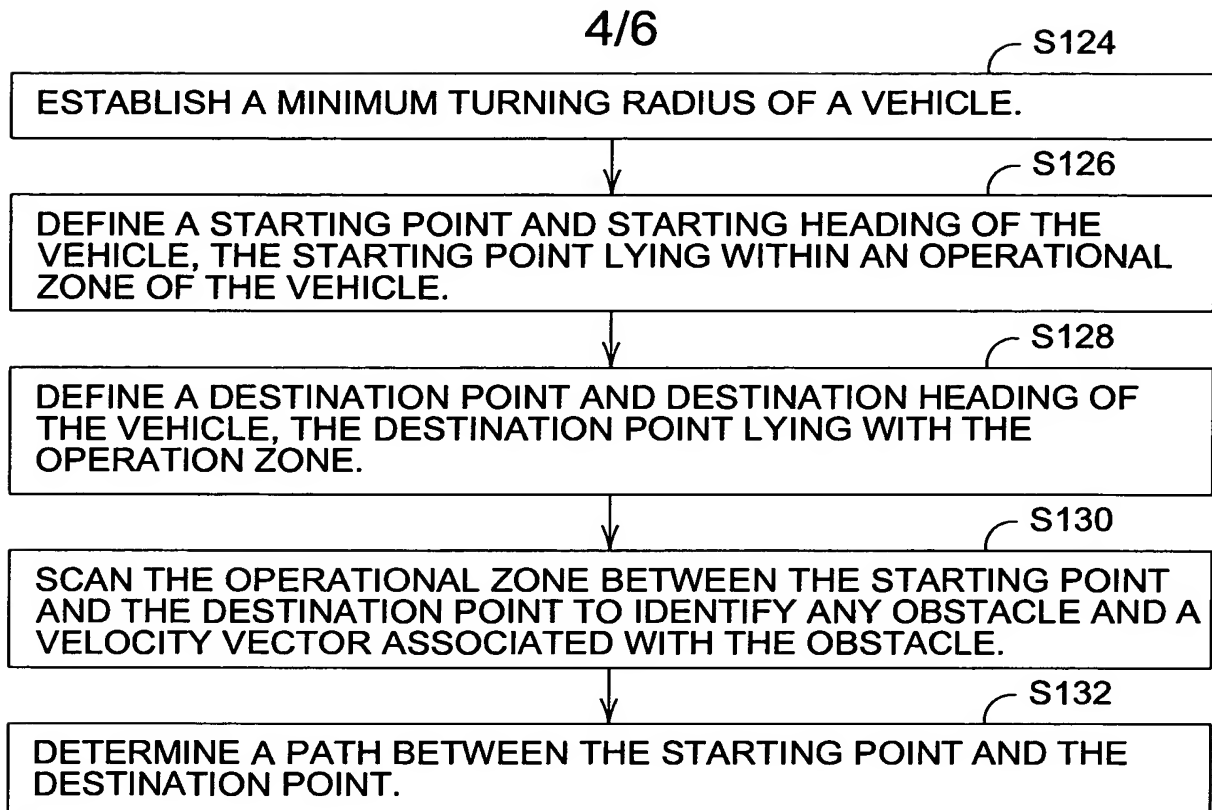 4/6
S124
ESTABLISH A MINIMUM TURNING RADIUS OF A VEHICLE.
S126
DEFINE A STARTING POINT AND STARTING HEADING OF THE
VEHICLE, THE STARTING POINT LYING WITHIN AN OPERATIONAL
ZONE OF THE VEHICLE.
S128
DEFINE A DESTINATION POINT AND DESTINATION HEADING OF
THE VEHICLE, THE DESTINATION POINT LYING WITH THE
OPERATION ZONE.
S130
SCAN THE OPERATIONAL ZONE BETWEEN THE STARTING POINT
AND THE DESTINATION POINT TO IDENTIFY ANY OBSTACLE AND A
VELOCITY VECTOR ASSOCIATED WITH THE OBSTACLE.
S132
DETERMINE A PATH BETWEEN THE STARTING POINT AND THE
DESTINATION POINT.